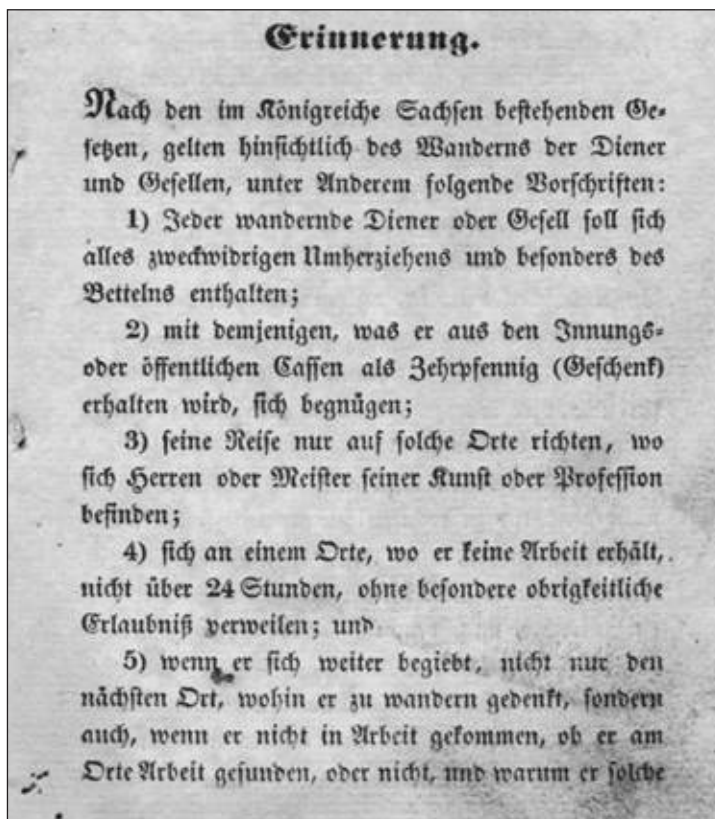 Erinnerung.
Nach den im Königreiche Sachsen bestehenden Ge-
setzen, gelten hinsichtlich des Wanderns der Diener
und Gesellen, unter Anderem folgende Vorschriften:
1) Jeder wandernde Diener oder Gesell soll sich
alles zweckwidrigen Umherziehens und besonders des
Bettelns enthalten;
2) mit demjenigen, was er aus den Innungs-
oder öffentlichen Cassen als Zehrpfennig (Geschenk)
erhalten wird, sich begnügen;
3) seine Reise nur auf solche Orte richten, wo
sich Herren oder Meister seiner Kunst oder Profession
befinden;
4) sich an einem Orte, wo er keine Arbeit erhält,
nicht über 24 Stunden, ohne besondere obrigkeitliche
Erlaubniß verweilen; und
5) wenn er sich weiter begiebt, nicht nur den
nächsten Ort, wohin er zu wandern gedenkt, sondern
auch, wenn er nicht in Arbeit gekommen, ob er am
Orte Arbeit gefunden, oder nicht, und warum er solche